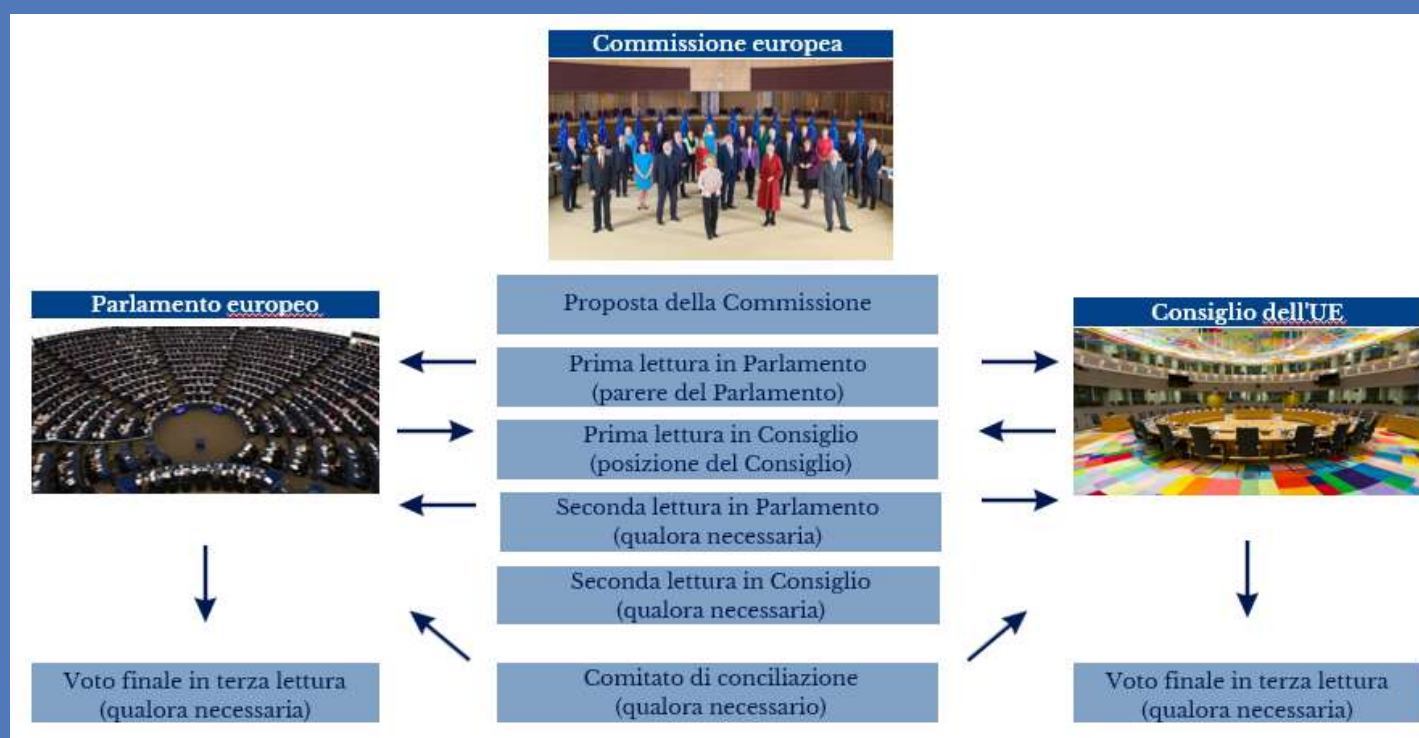 Commissione europea
Parlamento europeo
Consiglio dell'UE
Proposta della Commissione
Prima lettura in Parlamento
(parere del Parlamento)
Prima lettura in Consiglio
(posizione del Consiglio)
Seconda lettura in Parlamento
(qualora necessaria)
Seconda lettura in Consiglio
(qualora necessaria)
Voto finale in terza lettura
(qualora necessaria)
Comitato di conciliazione
(qualora necessario)
Voto finale in terza lettura
(qualora necessaria)